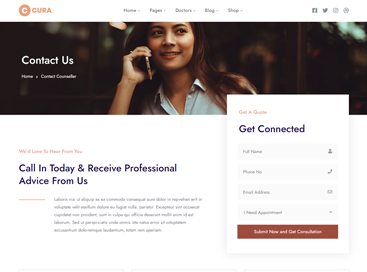 CURA
Home Pages Doctors Blog Shop
Contact Us
Home Contact Counseller
We'd Love To Hear From You
Call In Today & Receive Professional
Advice From Us
Laboris nisi ut aliquip ex ea commodo consequat aute dolor in reprehen erit in
voluptate velit esillum dolore eu fugiat nulla. pariatur. Excepteur sint occaecat
cupidatat non proident, sunt in culpa qui officia deserunt mollit anim id est
laborum. Sed ut perspiciatis unde omnis iste natus error sit voluptatem
accusantium doloremque laudantium, totam rem aperiam.
Get A Quote
Get Connected
Full Name
Phone No
Email Address
I Need Appointment
Submit Now and Get Consultation